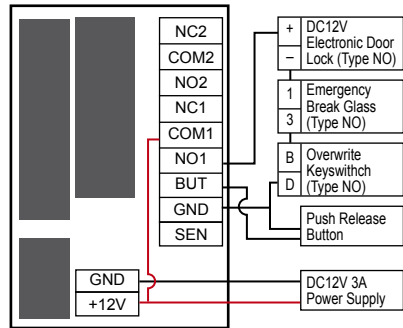 NC2
COM2
NO2
NC1
COM1
NO1
BUT
GND
SEN
GND
+12V
+
–
DC12V
Electronic Door
Lock (Type NO)
1
3
Emergency
Break Glass
(Type NO)
B
D
Overwrite
Keyswithch
(Type NO)
Push Release
Button
DC12V 3A
Power Supply